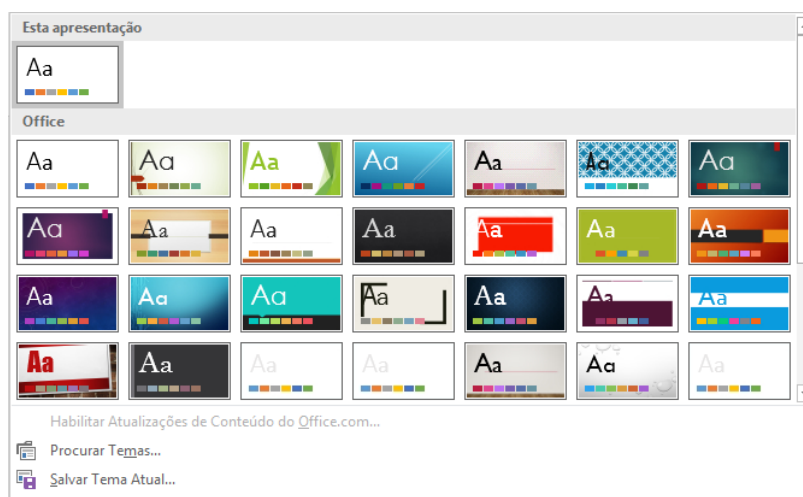 Esta apresentação
Aa
Office
Aa Aa Aa Aa Aa Aa Aa
Aa Aa Aa Aa Aa Aa Aa
Aa Aa Aa Aa Aa Aa Aa
Aa Aa Aa Aa Aa Aa Aa
Habilitar Atualizações de Conteúdo do Office.com...
Procurar Temas...
Salvar Tema Atual...